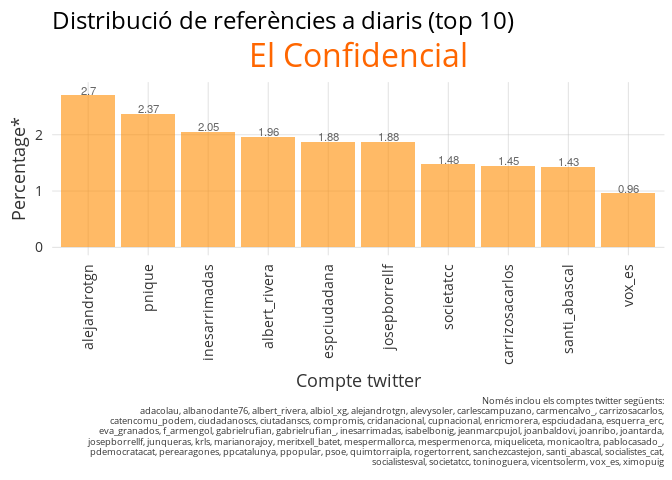 Distribució de referències a diaris (top 10)
El Confidencial
Percentage*
2
1
0
2.7
2.37
2.05
1.96
1.88
1.88
1.48
1.45
1.43
0.96
alejandrotgn
pnique
inesarrimadas
albert_rivera
espciudadana
josepborrellf
societatcc
carrizosacarlos
santi_abascal
vox_es
Compte twitter
Només inclou els comptes twitter següents:
adacolau, albanodante76, albert_rivera, albiol_xg, alejandrotgn, alevysoler, carlescampuzano, carmencalvo_, carrizosacarlos,
catencomu_podem, ciutadanoscs, ciutadanscs, compromis, cridanacional, cupnacional, enricmorera, espciudadana, esquerra_erc,
eva_granados, f_armengol, gabrielrufian, gabrielrufian_, inesarrimadas, isabelbonig, jeanmarcpujol, joanbaldovi, joanribo, joantarda,
josepborrellf, junqueras, krls, marianorajoy, meritxell_batet, mespermallorca, mespermenorca, miqueliceta, monicaoltra, pablocasado_,
pdemocratacat, perearagones, ppcatalunya, ppopular, psoe, quimtorraipla, rogertorrent, sanchezcastejon, santi_abascal, socialistes_cat,
socialistesval, societatcc, toninoguera, vicentsolerm, vox_es, ximopuig